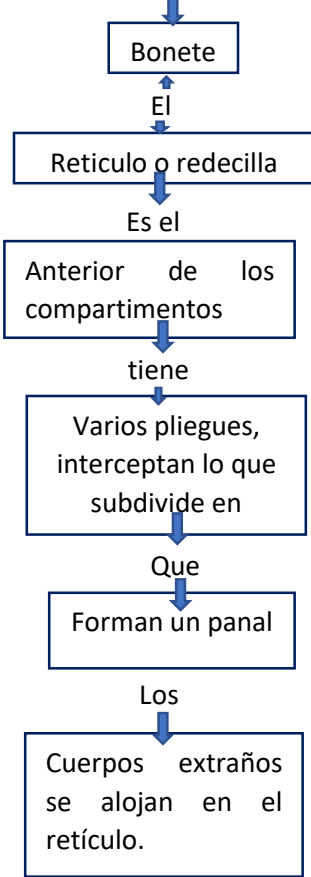 Bonete
El
Reticulo o redecilla
Es el
Anterior de los
compartimentos
tiene
Varios pliegues,
interceptan lo que
subdivide en
Que
Forman un panal
Los
Cuerpos extraños
se alojan en el
retículo.